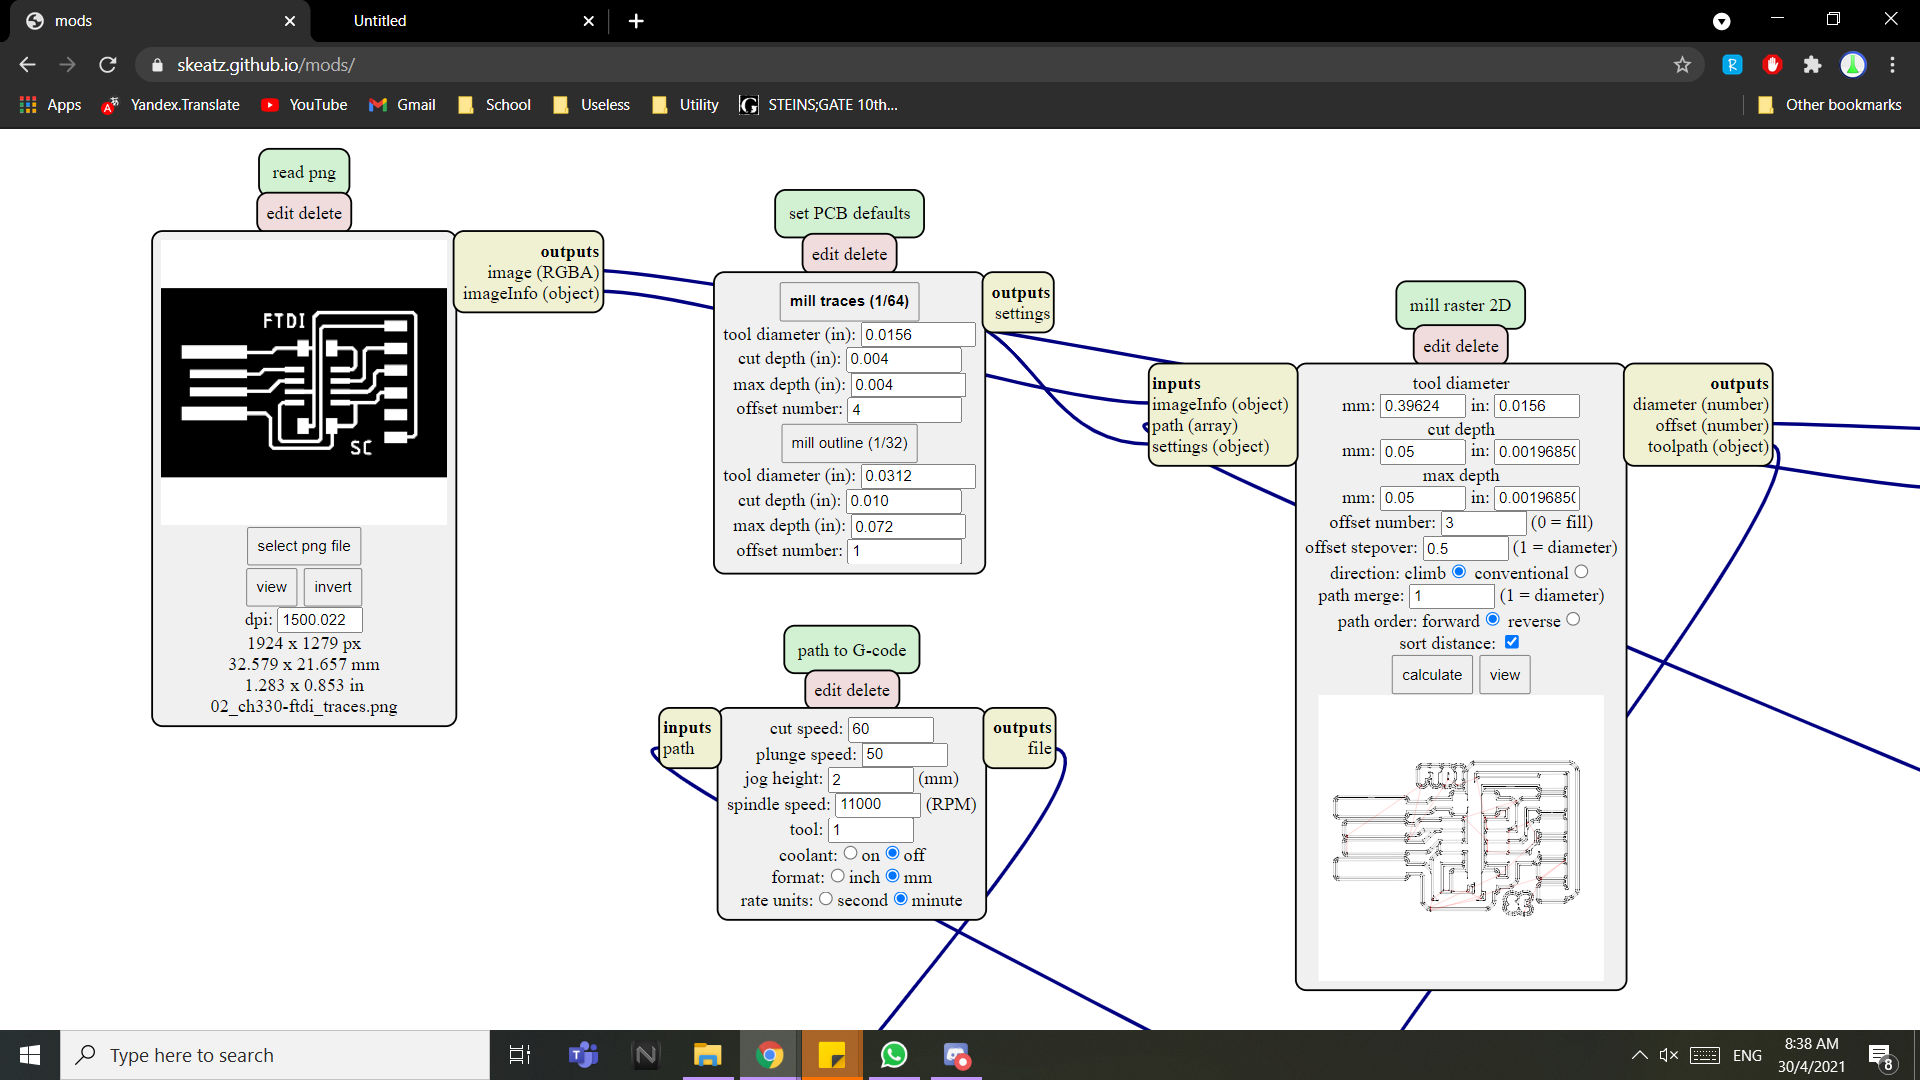 mods
Untitled
skeatz.github.io/mods/
Apps
Yandex.Translate
YouTube
Gmail
School
Useless
Utility
STEINS;GATE 10th...
Other bookmarks
read png
edit delete
FTDI
SC
select png file
view
invert
dpi: 1500.022
1924 x 1279 px
32.579 x 21.657 mm
1.283 x 0.853 in
02_ch330-ftdi_traces.png
outputs
image (RGBA)
imageInfo (object)
set PCB defaults
edit delete
mill traces (1/64)
tool diameter (in): 0.0156
cut depth (in): 0.004
max depth (in): 0.004
offset number: 4
mill outline (1/32)
tool diameter (in): 0.0312
cut depth (in): 0.010
max depth (in): 0.072
offset number: 1
outputs
settings
path to G-code
edit delete
inputs
path
cut speed: 60
plunge speed: 50
jog height: 2 (mm)
spindle speed: 11000 (RPM)
tool: 1
coolant: on off
format: inch mm
rate units: second minute
outputs
file
mill raster 2D
edit delete
inputs
imageInfo (object)
path (array)
settings (object)
tool diameter
mm: 0.39624 in: 0.0156
cut depth
mm: 0.05 in: 0.0019685(
max depth
mm: 0.05 in: 0.0019685(
offset number: 3 (0 = fill)
offset stepover: 0.5 (1 = diameter)
direction: climb conventional
path merge: 1 (1 = diameter)
path order: forward reverse
sort distance:
calculate
view
FTDI
outputs
diameter (number)
offset (number)
toolpath (object)
Type here to search
ENG
8:38 AM
30/4/2021
8